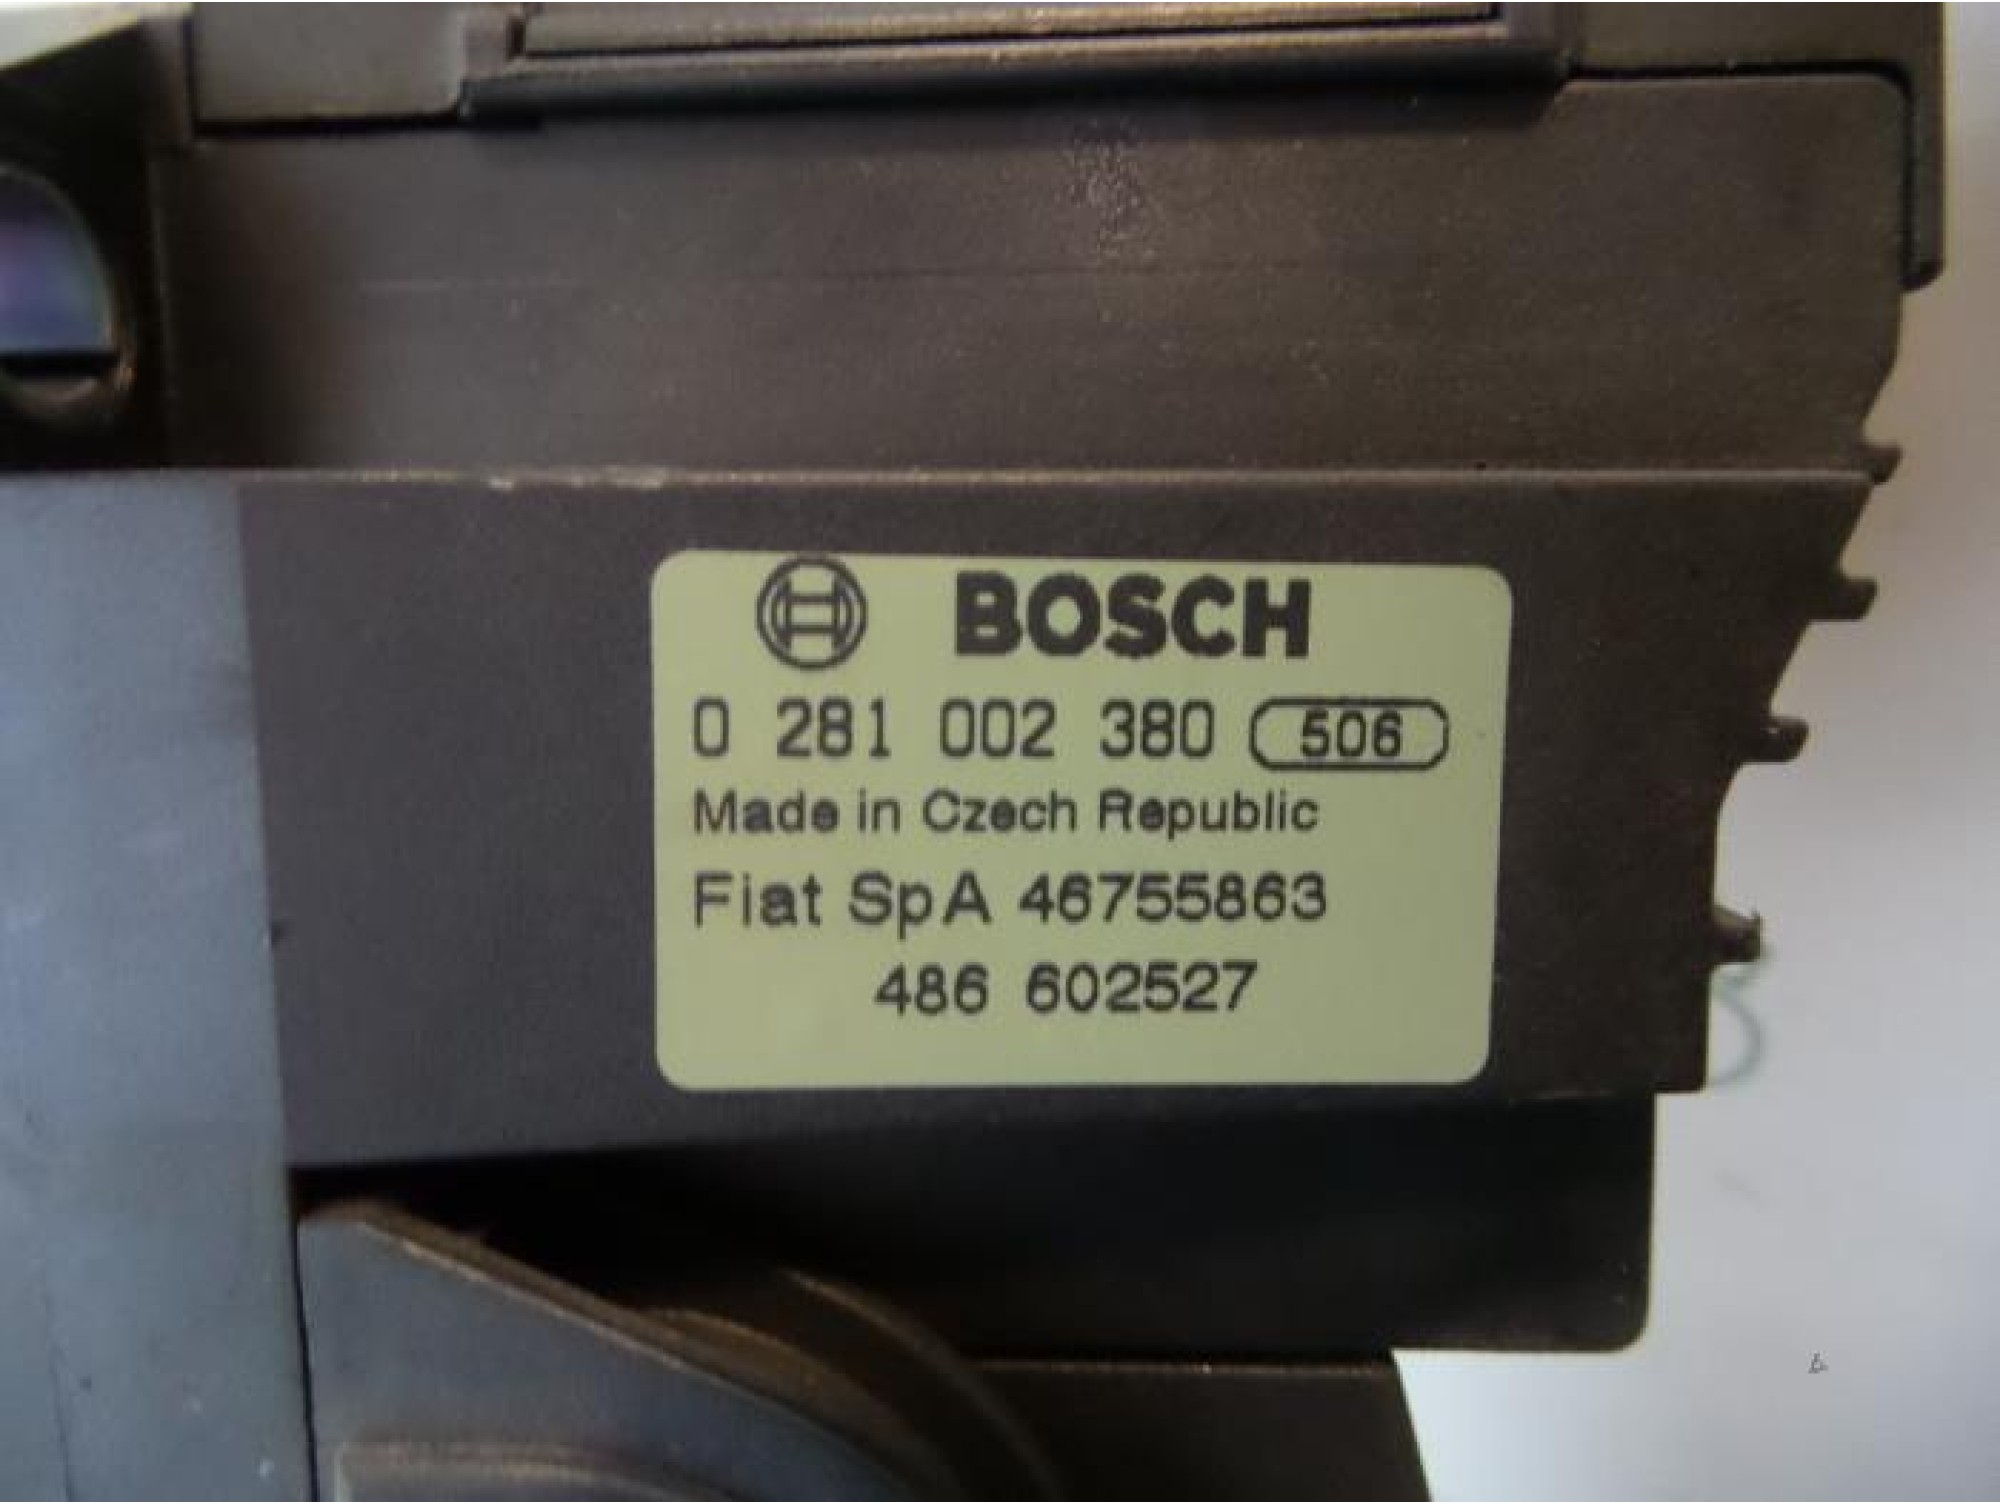 BOSCH
0 281 002 380 506
Made in Czech Republic
Fiat SpA 46755863
486 602527